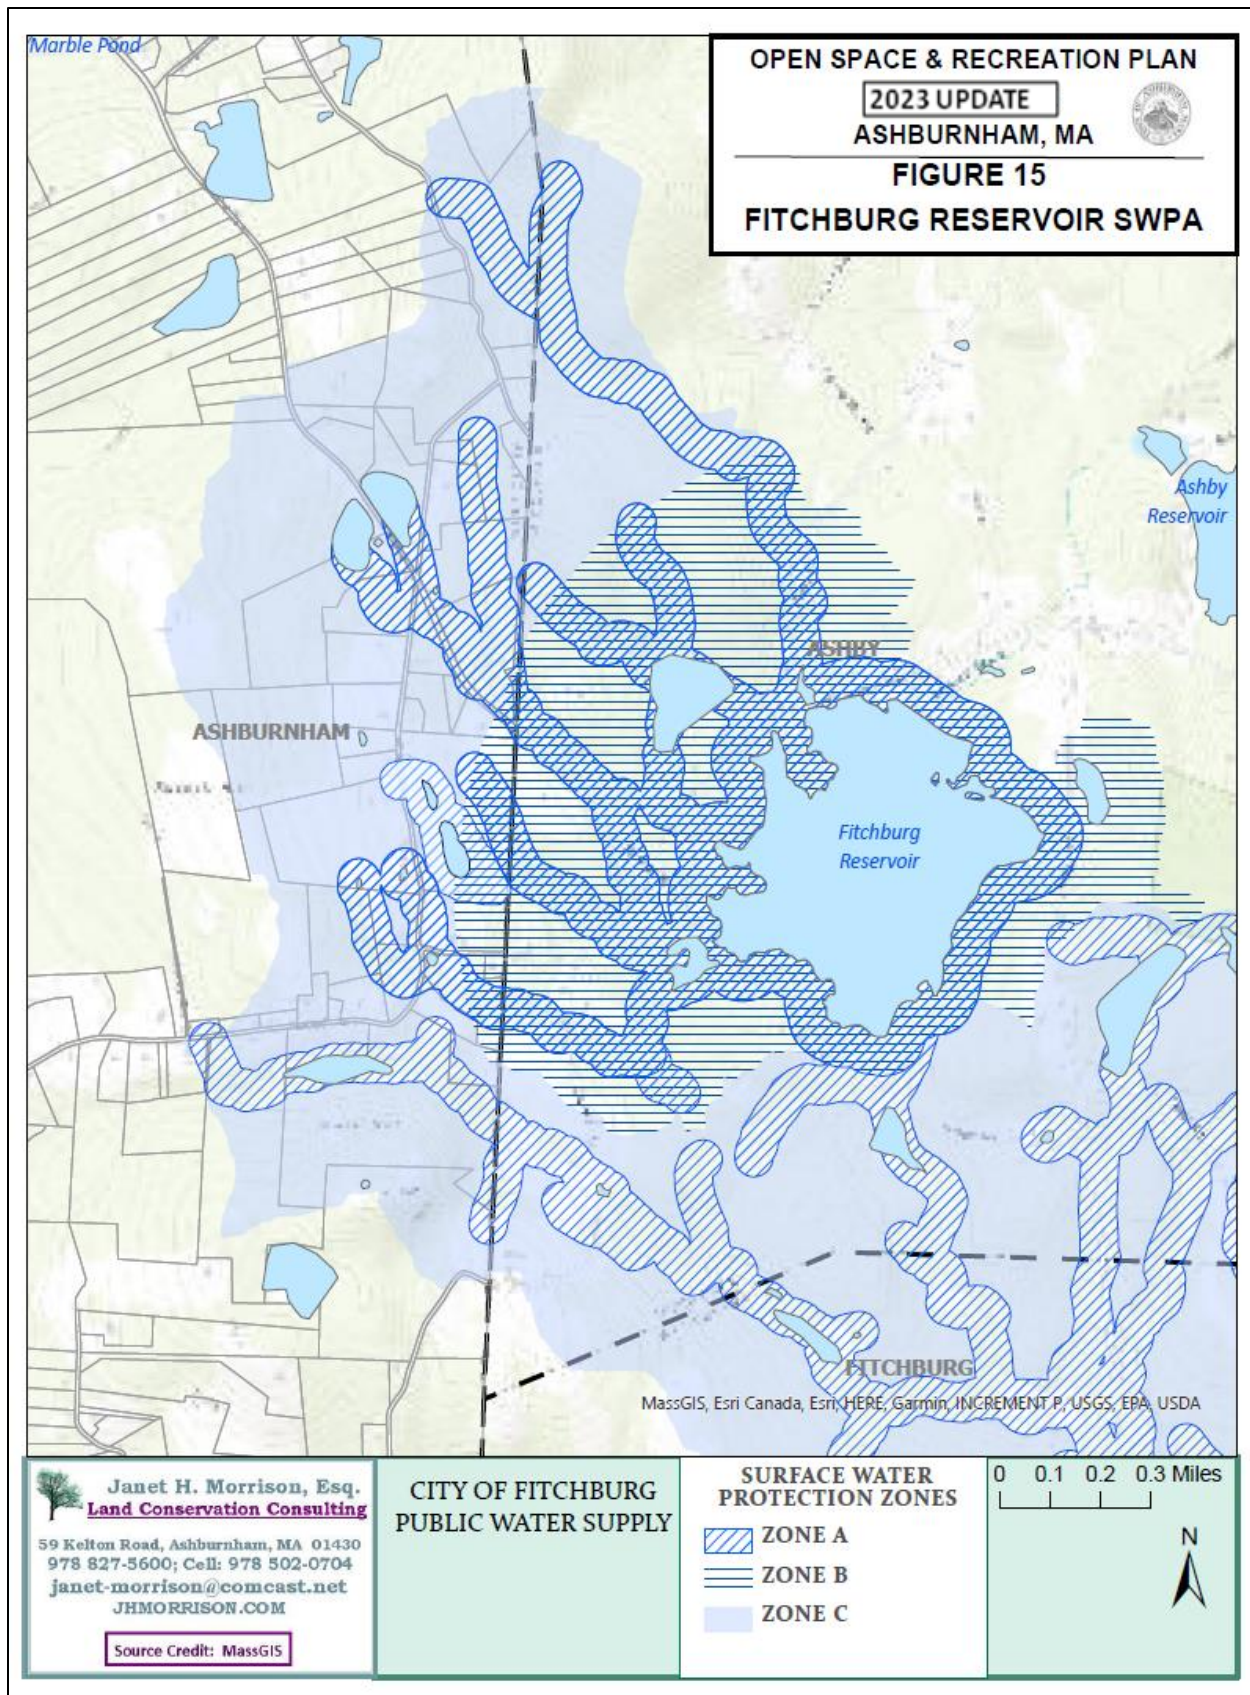 Marble Pond
OPEN SPACE & RECREATION PLAN
2023 UPDATE
ASHBURNHAM, MA
FIGURE 15
FITCHBURG RESERVOIR SWPA
Ashby
Reservoir
ASHBY
ASHBURNHAM
Fitchburg
Reservoir
FITCHBURG
MassGIS, Esri Canada, Esri, HERE, Garmin, INCREMENT P, USGS, EPA, USDA
Janet H. Morrison, Esq.
Land Conservation Consulting
59 Kelton Road, Ashburnham, MA 01430
978 827-5600; Cell: 978 502-0704
janet-morrison@comcast.net
JHMORRISON.COM
Source Credit: MassGIS
CITY OF FITCHBURG
PUBLIC WATER SUPPLY
SURFACE WATER
PROTECTION ZONES
ZONE A
ZONE B
ZONE C
0 0.1 0.2 0.3 Miles
N